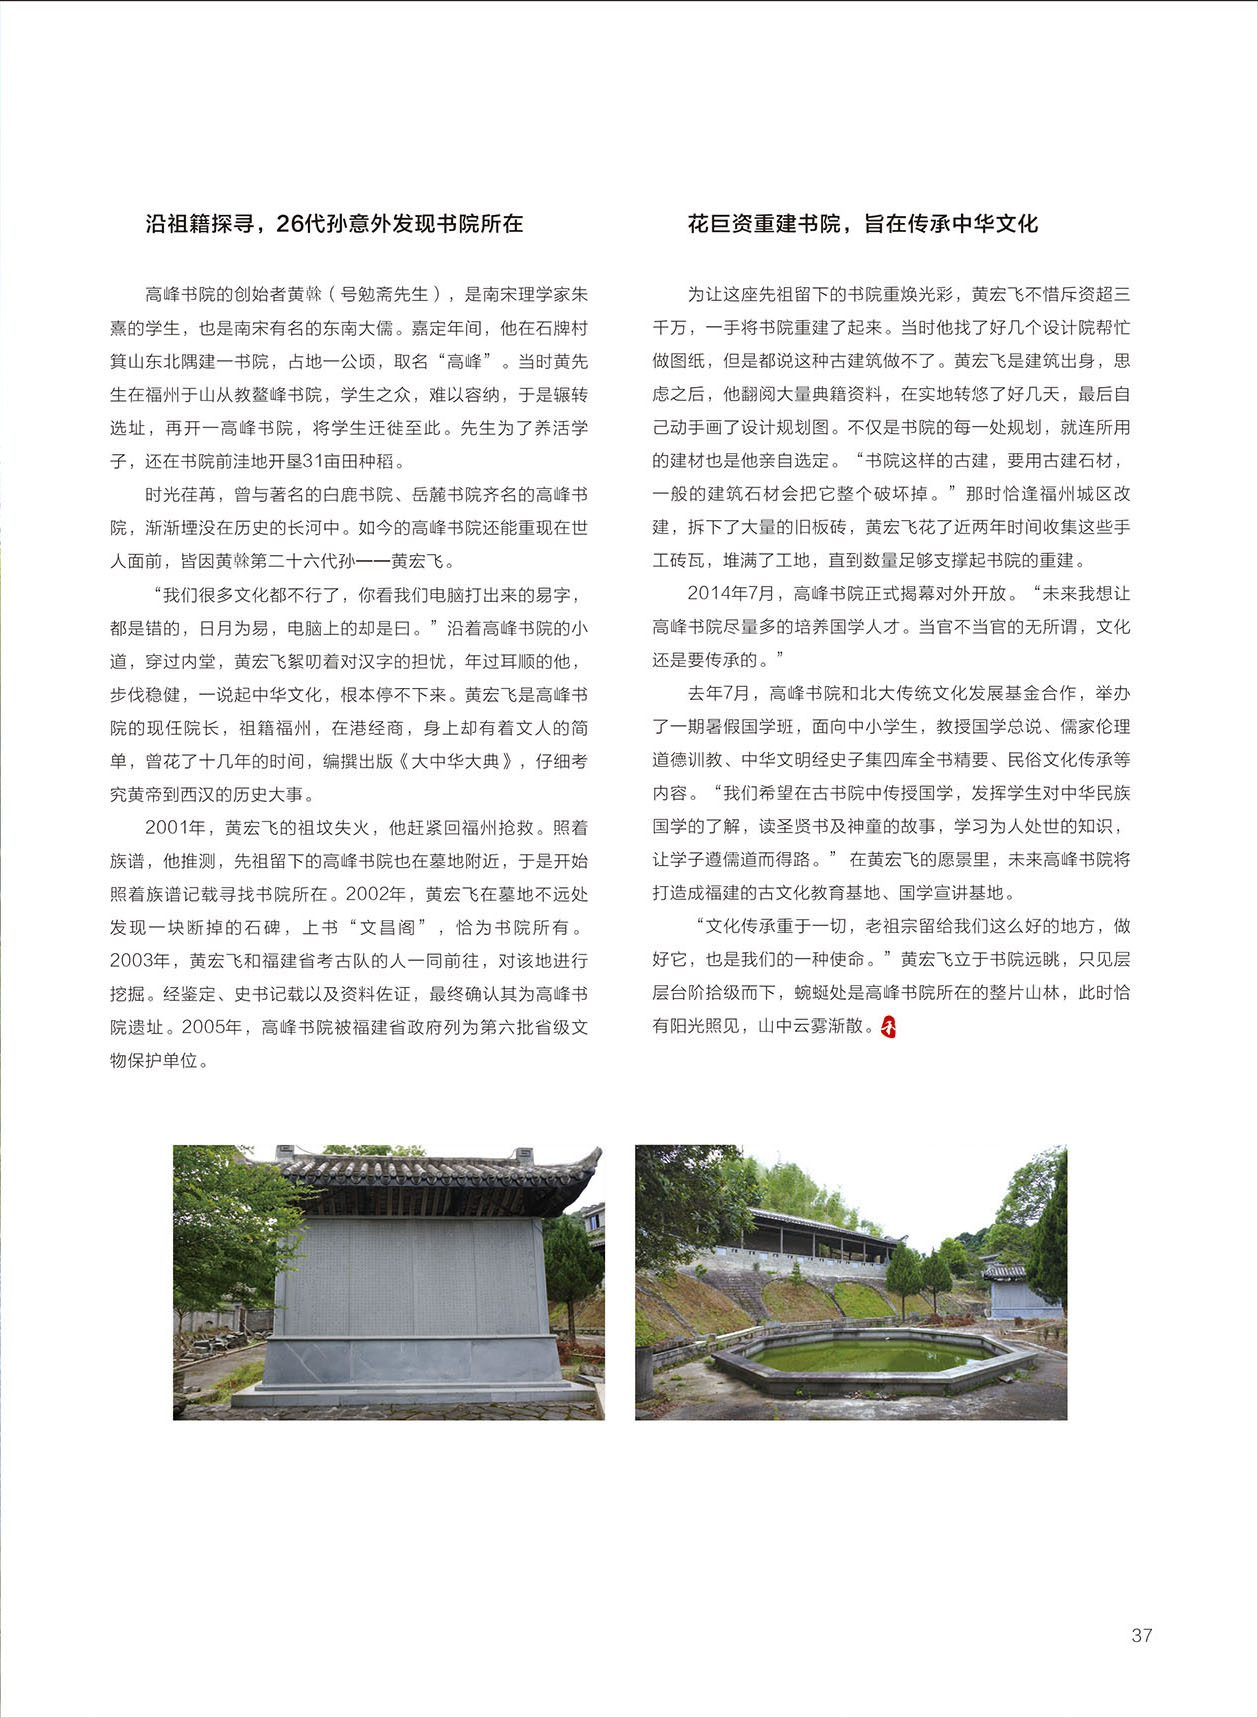 沿祖籍探寻，26代孙意外发现书院所在
高峰书院的创始者黄榦（号勉斋先生），是南宋理学家朱
熹的学生，也是南宋有名的东南大儒。嘉定年间，他在石牌村
箕山东北隅建一书院，占地一公顷，取名“高峰”。当时黄先
生在福州于山从教鳌峰书院，学生之众，难以容纳，于是辗转
选址，再开一高峰书院，将学生迁徙至此。先生为了养活学
子，还在书院前洼地开垦31亩田种稻。
时光荏苒，曾与著名的白鹿书院、岳麓书院齐名的高峰书
院，渐渐堙没在历史的长河中。如今的高峰书院还能重现在世
人面前，皆因黄榦第二十六代孙——黄宏飞。
“我们很多文化都不行了，你看我们电脑打出来的易字，
都是错的，日月为易，电脑上的却是曰。”沿着高峰书院的小
道，穿过内堂，黄宏飞絮叨着对汉字的担忧，年过耳顺的他，
步伐稳健，一说起中华文化，根本停不下来。黄宏飞是高峰书
院的现任院长，祖籍福州，在港经商，身上却有着文人的简
单，曾花了十几年的时间，编撰出版《大中华大典》，仔细考
究黄帝到西汉的历史大事。
2001年，黄宏飞的祖坟失火，他赶紧回福州抢救。照着
族谱，他推测，先祖留下的高峰书院也在墓地附近，于是开始
照着族谱记载寻找书院所在。2002年，黄宏飞在墓地不远处
发现一块断掉的石碑，上书“文昌阁”，恰为书院所有。
2003年，黄宏飞和福建省考古队的人一同前往，对该地进行
挖掘。经鉴定、史书记载以及资料佐证，最终确认其为高峰书
院遗址。2005年，高峰书院被福建省政府列为第六批省级文
物保护单位。
花巨资重建书院，旨在传承中华文化
为让这座先祖留下的书院重焕光彩，黄宏飞不惜斥资超三
千万，一手将书院重建了起来。当时他找了好几个设计院帮忙
做图纸，但是都说这种古建筑做不了。黄宏飞是建筑出身，思
虑之后，他翻阅大量典籍资料，在实地转悠了好几天，最后自
己动手画了设计规划图。不仅是书院的每一处规划，就连所用
的建材也是他亲自选定。“书院这样的古建，要用古建石材，
一般的建筑石材会把它整个破坏掉。”那时恰逢福州城区改
建，拆下了大量的旧板砖，黄宏飞花了近两年时间收集这些手
工砖瓦，堆满了工地，直到数量足够支撑起书院的重建。
2014年7月，高峰书院正式揭幕对外开放。“未来我想让
高峰书院尽量多的培养国学人才。当官不当官的无所谓，文化
还是要传承的。”
去年7月，高峰书院和北大传统文化发展基金合作，举办
了一期暑假国学班，面向中小学生，教授国学总说、儒家伦理
道德训教、中华文明经史子集四库全书精要、民俗文化传承等
内容。“我们希望在古书院中传授国学，发挥学生对中华民族
国学的了解，读圣贤书及神童的故事，学习为人处世的知识，
让学子遵儒道而得路。” 在黄宏飞的愿景里，未来高峰书院将
打造成福建的古文化教育基地、国学宣讲基地。
“文化传承重于一切，老祖宗留给我们这么好的地方，做
好它，也是我们的一种使命。”黄宏飞立于书院远眺，只见层
层台阶拾级而下，蜿蜒处是高峰书院所在的整片山林，此时恰
有阳光照见，山中云雾渐散。
37